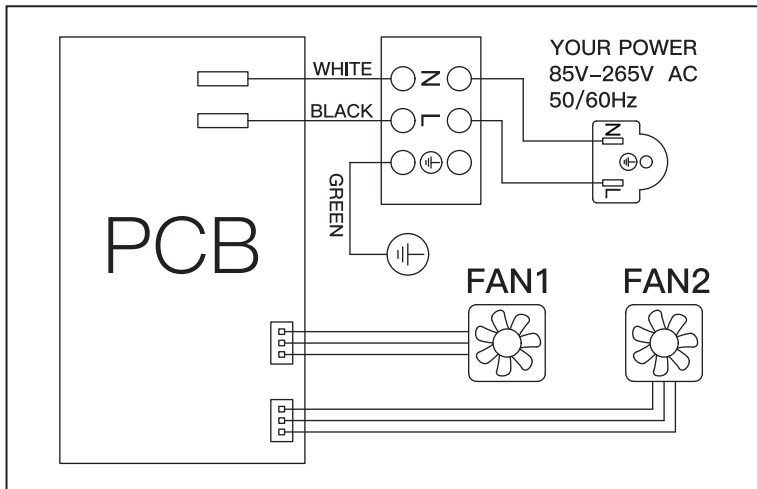 YOUR POWER
85V-265V AC
50/60Hz
WHITE
N
N
BLACK
L
L
GREEN
PCB
FAN1
FAN2